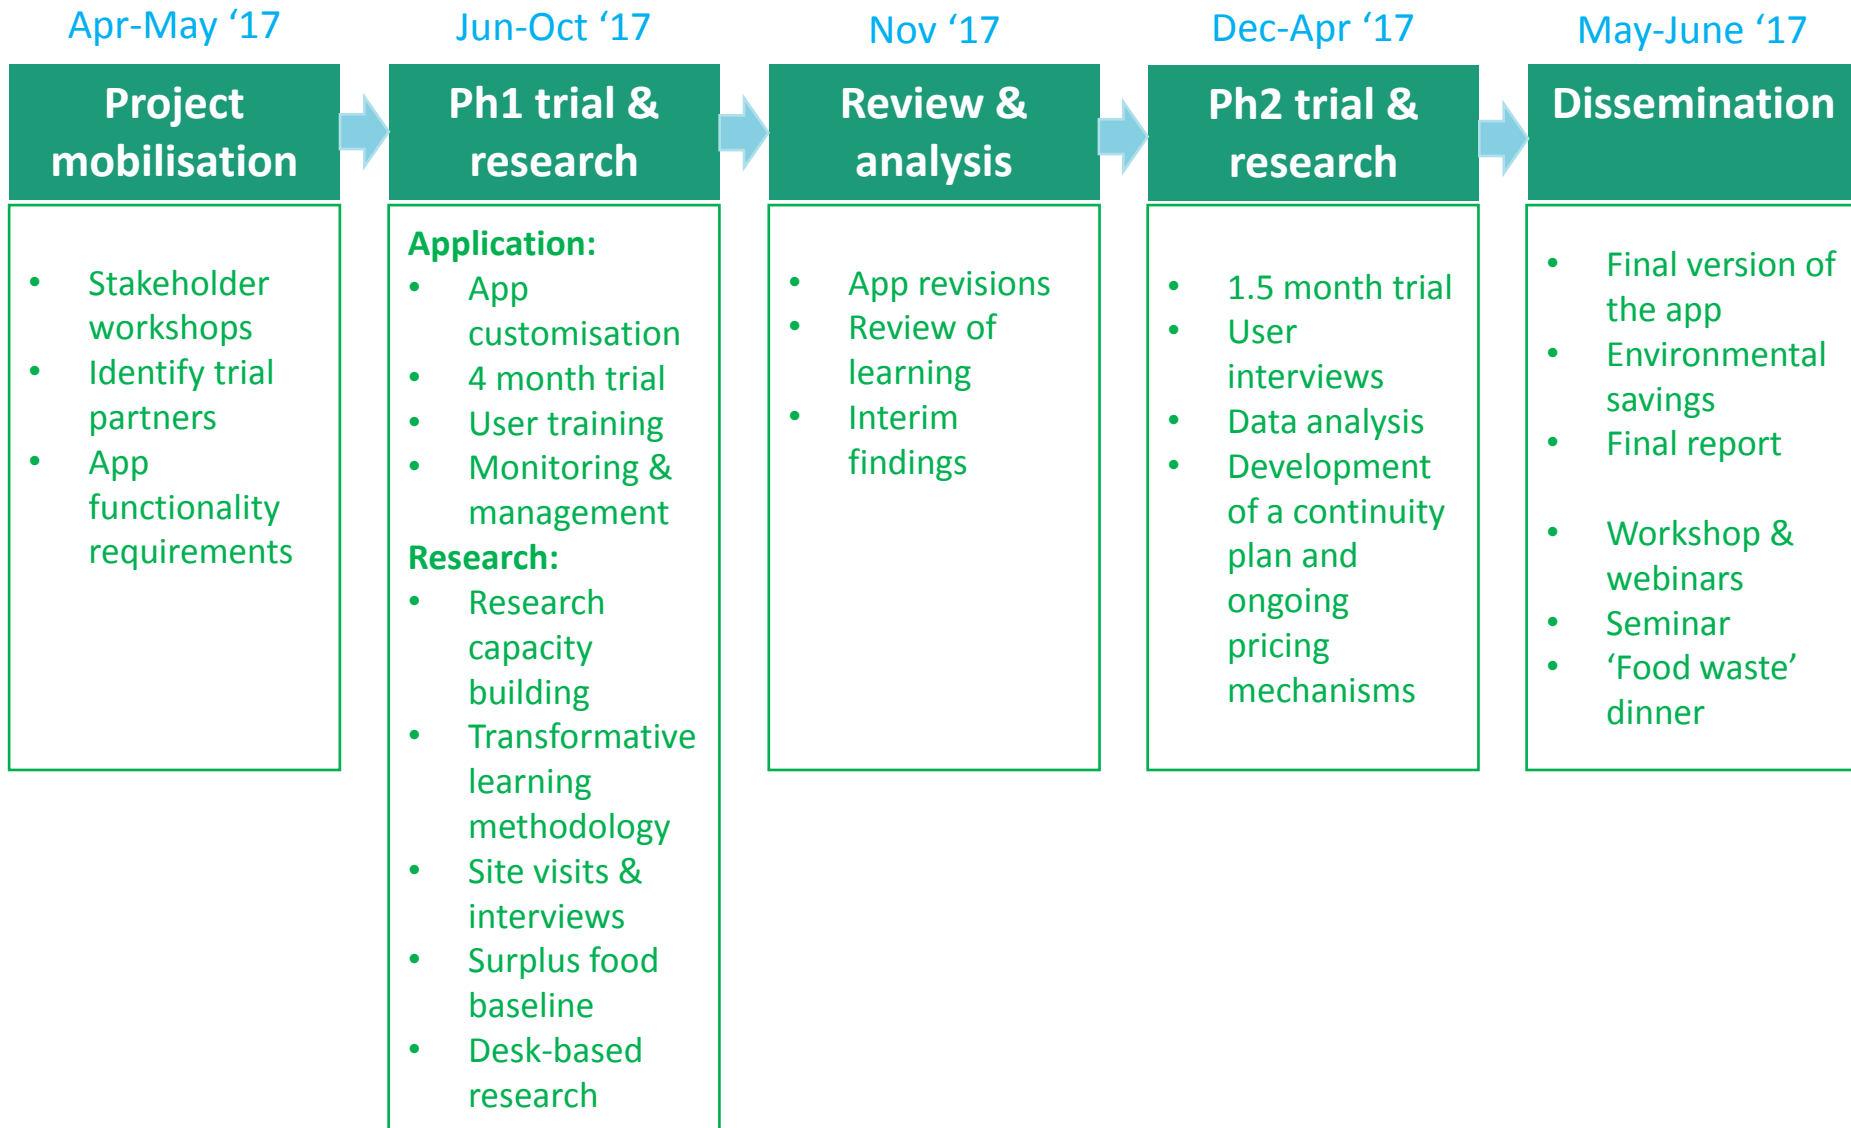 Apr-May ‘17
Project
mobilisation
• Stakeholder
workshops
• Identify trial
partners
• App
functionality
requirements
Jun-Oct ‘17
Ph1 trial &
research
Application:
• App
customisation
• 4 month trial
• User training
• Monitoring &
management
Research:
• Research
capacity
building
• Transformative
learning
methodology
• Site visits &
interviews
• Surplus food
baseline
• Desk-based
research
Nov ‘17
Review &
analysis
• App revisions
• Review of
learning
• Interim
findings
Dec-Apr ‘17
Ph2 trial &
research
• 1.5 month trial
• User
interviews
• Data analysis
• Development
of a continuity
plan and
ongoing
pricing
mechanisms
May-June ‘17
Dissemination
• Final version of
the app
• Environmental
savings
• Final report
• Workshop &
webinars
• Seminar
• ‘Food waste’
dinner